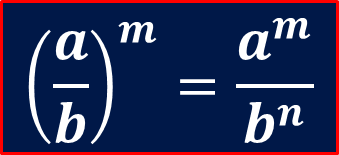 (a/b)^m = a^m/b^n